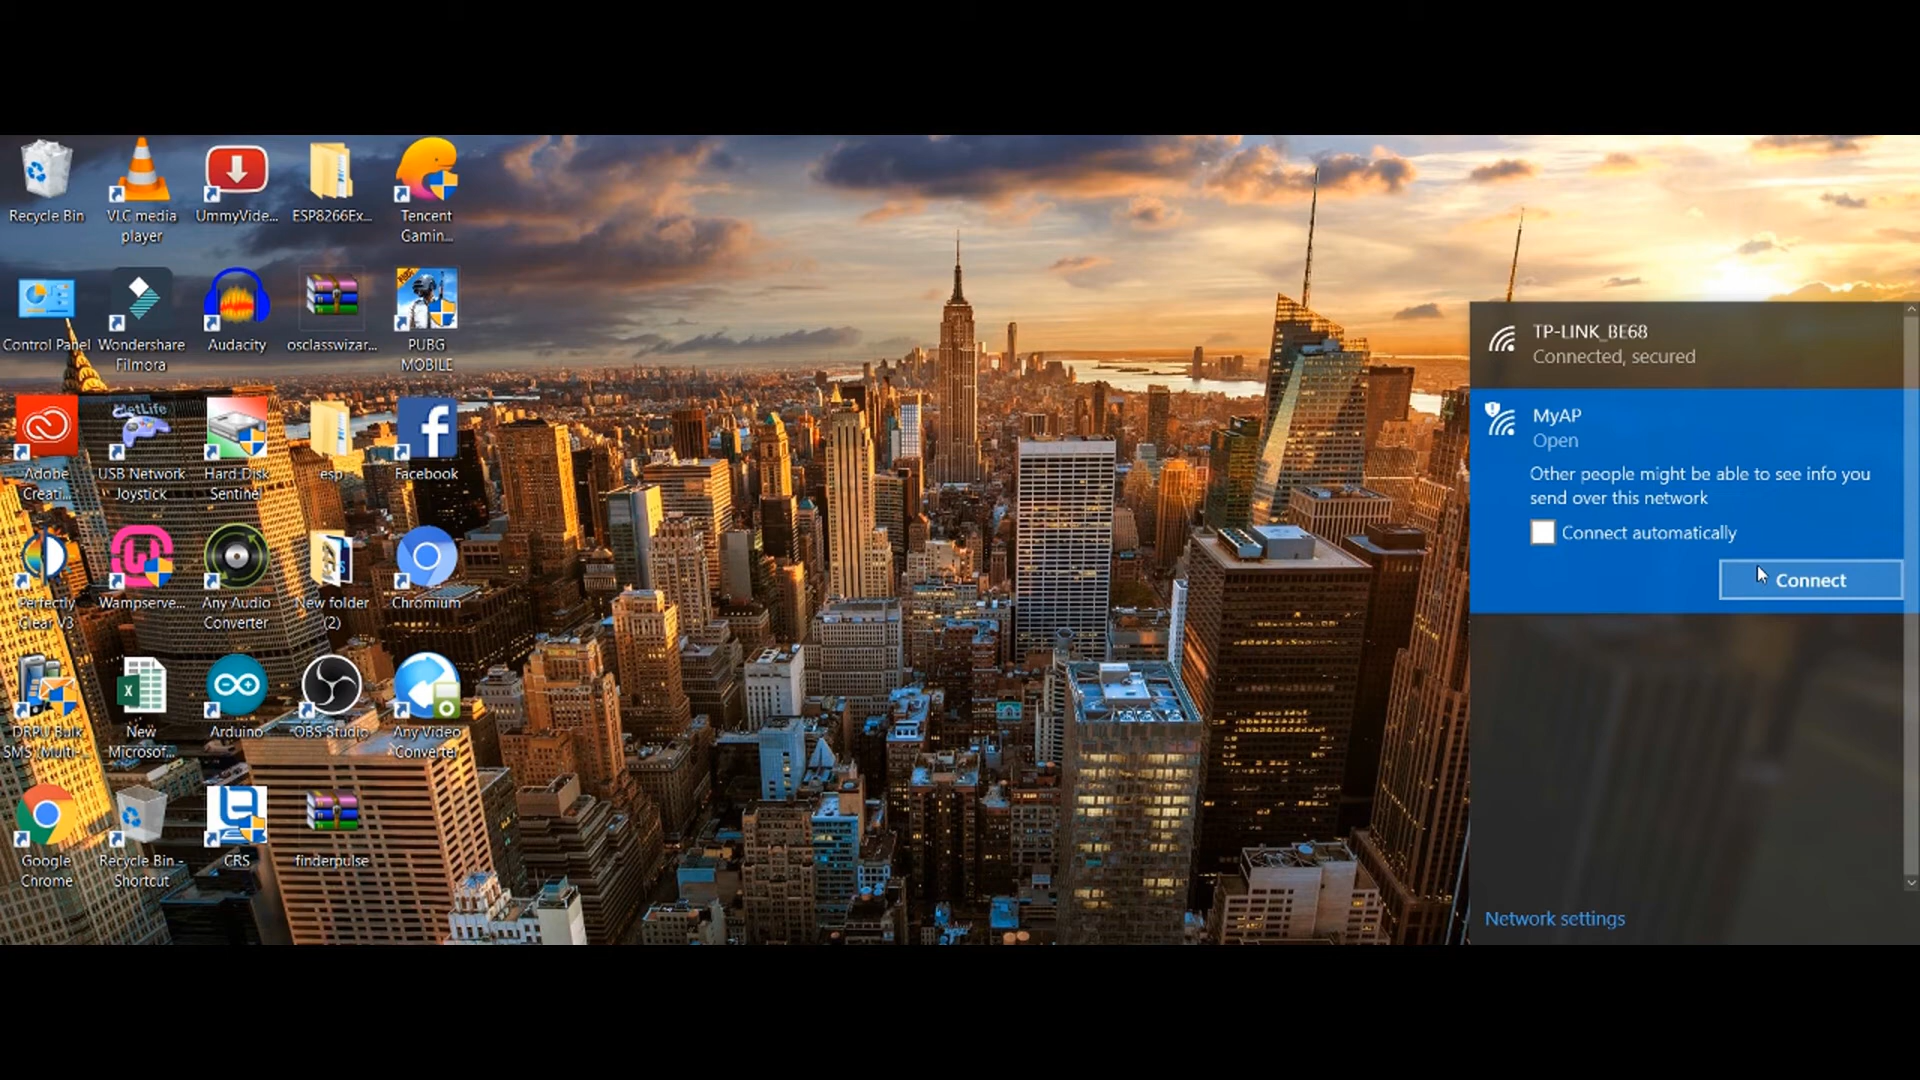 Recycle Bin
VLC media
player
UmmyVide...
ESP8266Ex...
Tencent
Gamin...
Control Panel
Wondershare
Filmora
Audacity
osclasswizar...
PUBG
MOBILE
MetLife
Adobe
Creati...
USB Network
Joystick
Hard Disk
Sentinel
esp
Facebook
Perfectly
Clear V3
Wampserve...
Any Audio
Converter
New folder
(2)
Chromium
DRPU Bulk
SMS (Multi-...
New
Microsof...
Arduino
OBS Studio
Any Video
Converter
Google
Chrome
Recycle Bin -
Shortcut
CRS
finderpulse
TP-LINK_BE68
Connected, secured
MyAP
Open
Other people might be able to see info you
send over this network
Connect automatically
Connect
Network settings